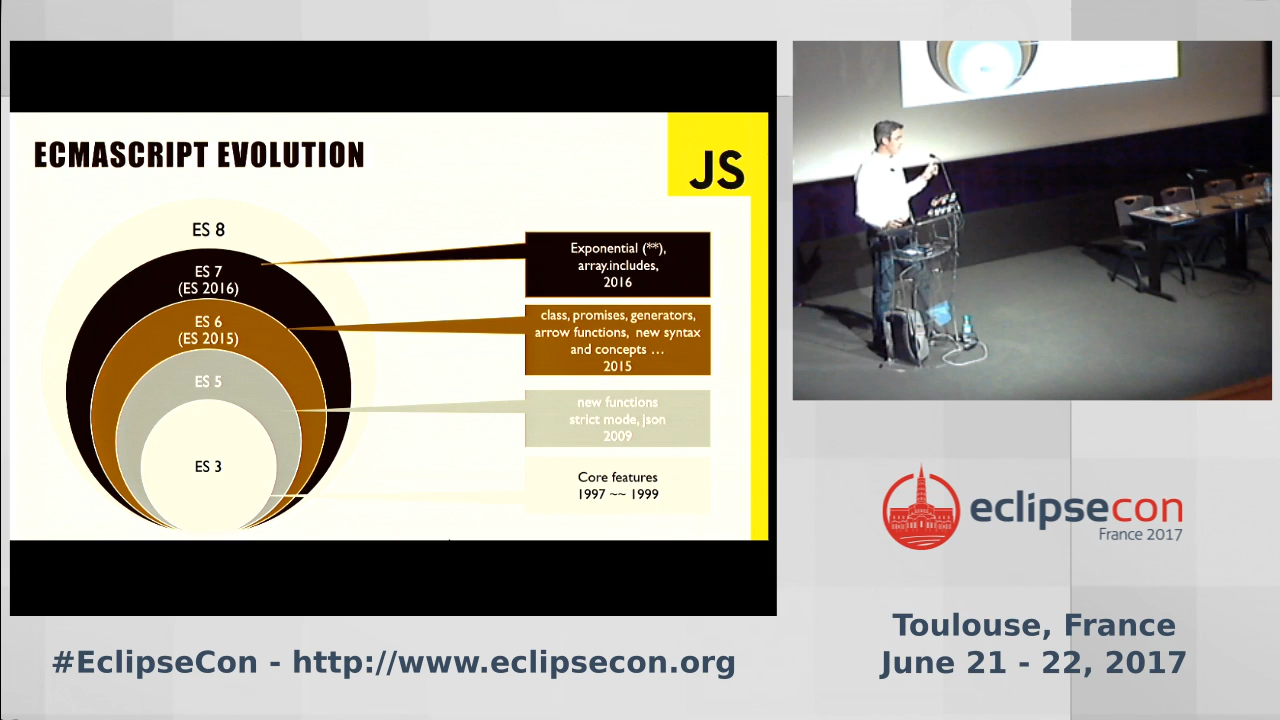 ECMASCRIPT EVOLUTION
JS
ES 8
ES 7
(ES 2016)
ES 6
(ES 2015)
ES 5
ES 3
Exponential (**),
array.includes,
2016
class, promises, generators,
arrow functions, new syntax
and concepts ...
2015
new functions
strict mode, json
2009
Core features
1997 ~~ 1999
eclipsecon
France 2017
Toulouse, France
June 21 - 22, 2017
#EclipseCon - http://www.eclipsecon.org